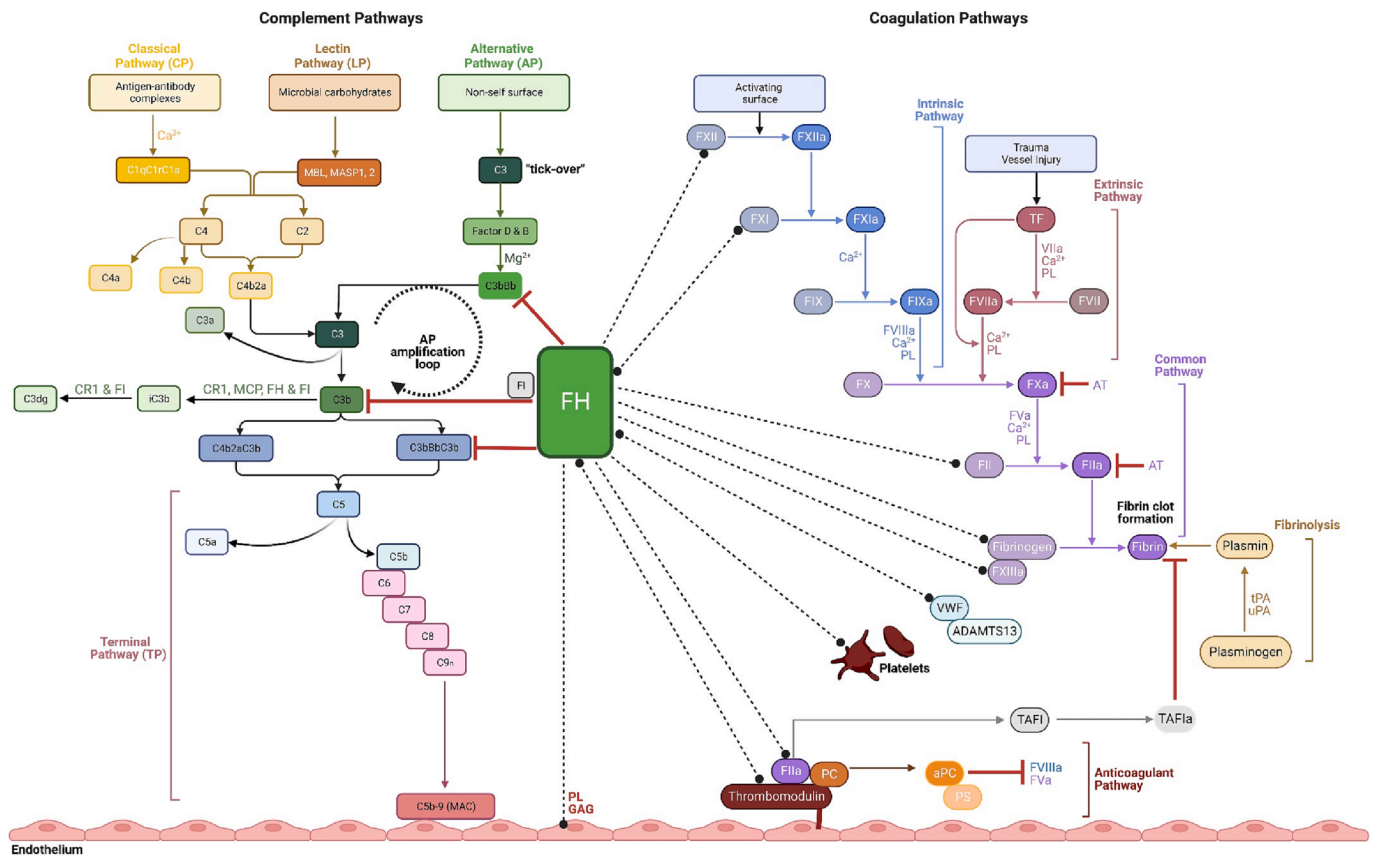 Complement Pathways
Coagulation Pathways
Classical
Pathway (CP)
Lectin
Pathway (LP)
Alternative
Pathway (AP)
Antigen-antibody
complexes
Microbial carbohydrates
Non-self surface
Ca²⁺
C1qC1rC1s
MBL, MASP1, 2
C3
"tick-over"
C4
C2
Factor D & B
Mg²⁺
C4a
C4b
C4b2a
C3bBb
C3a
C3
AP
amplification
loop
C3dg
CR1 & FI
iC3b
CR1, MCP, FH & FI
C3b
FI
FH
C4b2aC3b
C3bBbC3b
C5
C5a
C5b
C6
C7
C8
C9n
Terminal
Pathway (TP)
C5b-9 (MAC)
PL
GAG
Endothelium
Activating
surface
FXII
FXIIa
Intrinsic
Pathway
Trauma
Vessel Injury
Extrinsic
Pathway
FXI
FXIa
TF
Ca²⁺
VIIa
Ca²⁺
PL
FIX
FIXa
FVIIa
FVII
FVIIIa
Ca²⁺
PL
Ca²⁺
PL
Common
Pathway
FX
FXa
AT
FVa
Ca²⁺
PL
FII
FIIa
AT
Fibrin clot
formation
Fibrinolysis
Fibrinogen
Fibrin
Plasmin
FXIIIa
tPA
uPA
VWF
ADAMTS13
Plasminogen
Platelets
TAFI
TAFIa
FIIa
PC
aPC
FVIIIa
FVa
Anticoagulant
Pathway
Thrombomodulin
PS